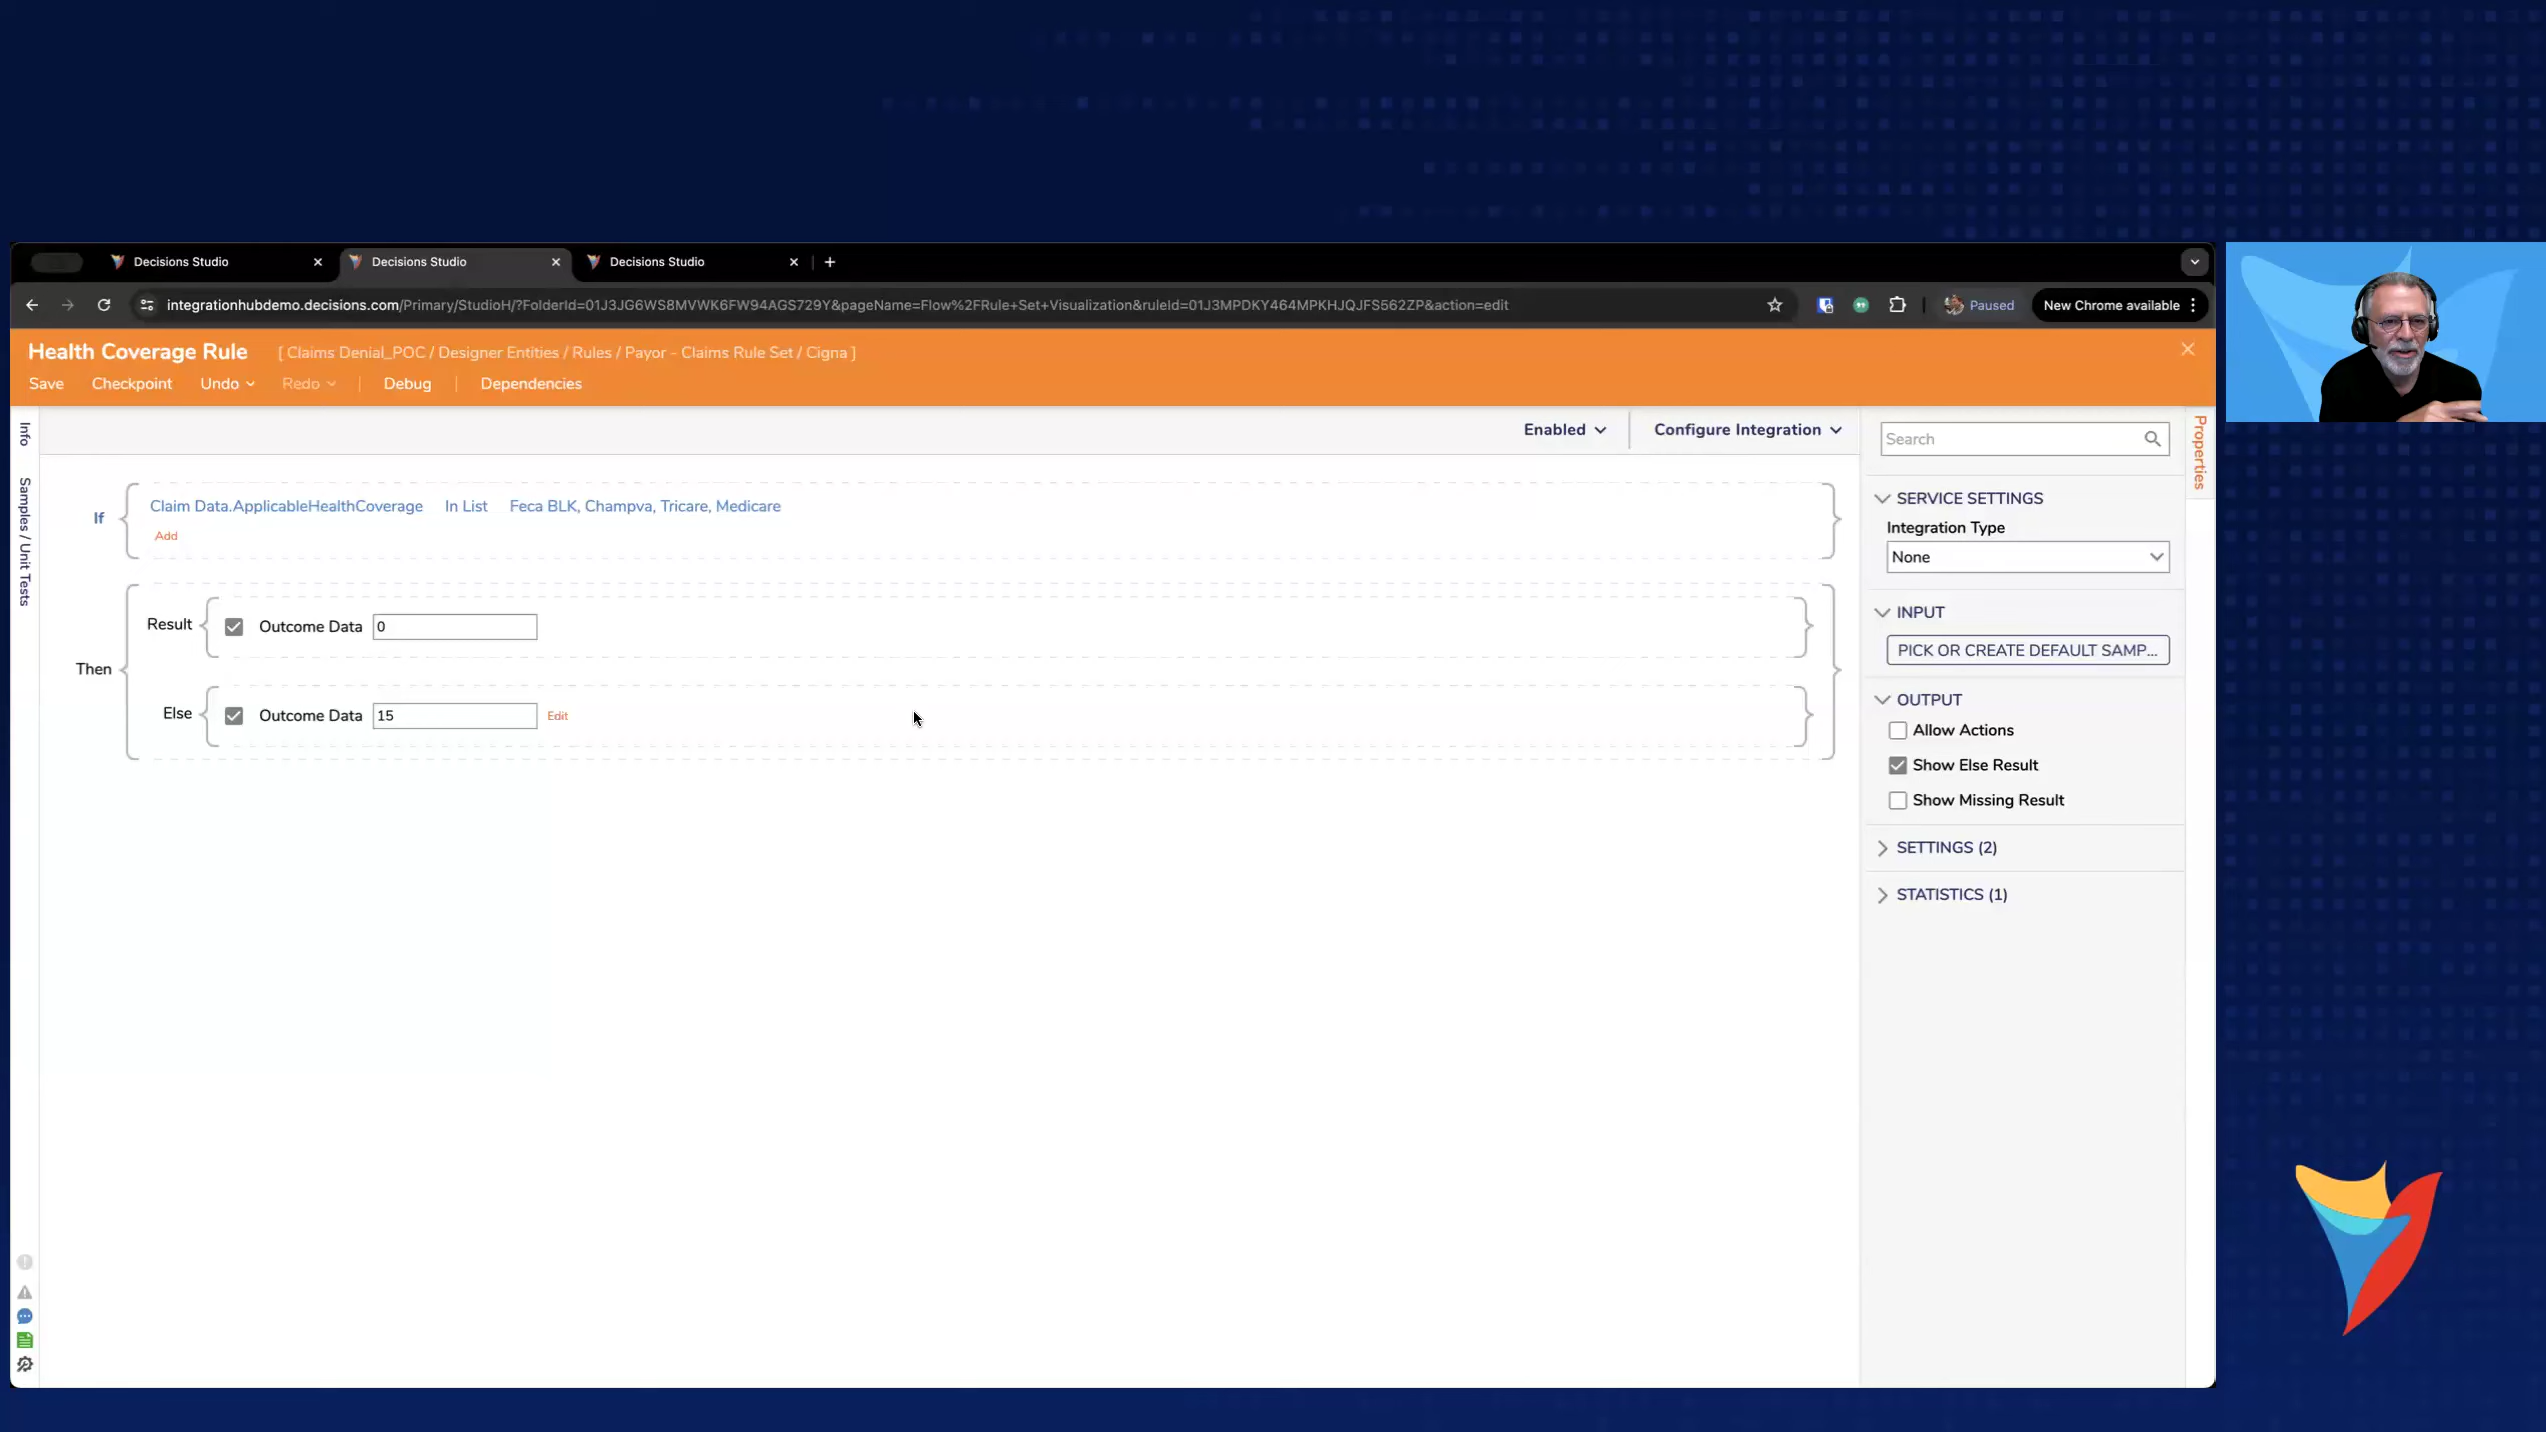 Decisions Studio
Decisions Studio
Decisions Studio
integrationhubdemo.decisions.com/Primary/StudioH/?FolderId=01J3JG6WS8MVWK6FW94AGS729Y&pageName=Flow%2FRule+Set+Visualization&ruleId=01J3MPDKY464MPKHJQJFS562ZP&action=edit
Paused
New Chrome available
Health Coverage Rule [ Claims Denial_POC / Designer Entities / Rules / Payor - Claims Rule Set / Cigna ]
Save Checkpoint Undo Redo Debug Dependencies
Info
Samples / Unit Tests
Enabled Configure Integration
If Claim Data.ApplicableHealthCoverage In List Feca BLK, Champva, Tricare, Medicare
Add
Then
Result Outcome Data 0
Else Outcome Data 15 Edit
Properties
Search
SERVICE SETTINGS
Integration Type
None
INPUT
PICK OR CREATE DEFAULT SAMP...
OUTPUT
Allow Actions
Show Else Result
Show Missing Result
SETTINGS (2)
STATISTICS (1)